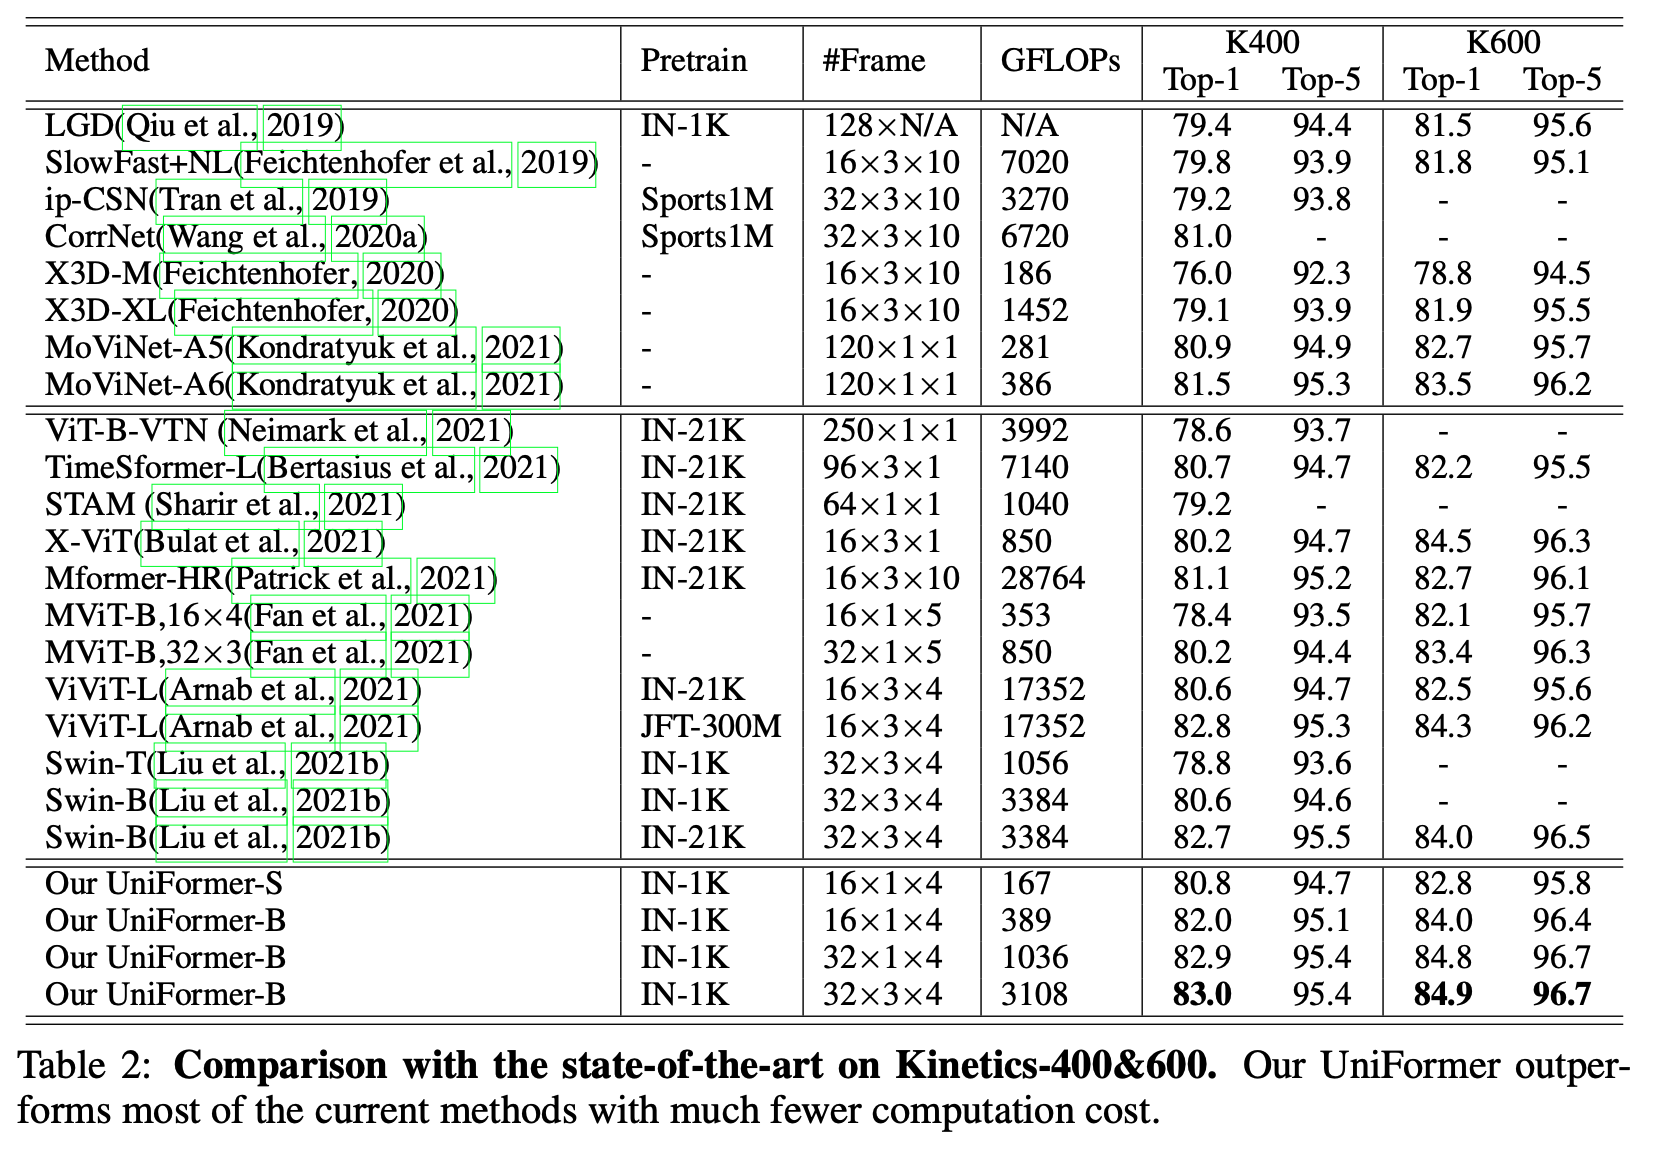 Method Pretrain #Frame GFLOPs K400 K600
Top-1 Top-5 Top-1 Top-5
LGD(Qiu et al., 2019) IN-1K 128×N/A N/A 79.4 94.4 81.5 95.6
SlowFast+NL(Feichtenhofer et al., 2019) - 16×3×10 7020 79.8 93.9 81.8 95.1
ip-CSN(Tran et al., 2019) Sports1M 32×3×10 3270 79.2 93.8 - -
CorrNet(Wang et al., 2020a) Sports1M 32×3×10 6720 81.0 - - -
X3D-M(Feichtenhofer, 2020) - 16×3×10 186 76.0 92.3 78.8 94.5
X3D-XL(Feichtenhofer, 2020) - 16×3×10 1452 79.1 93.9 81.9 95.5
MoViNet-A5(Kondratyuk et al., 2021) - 120×1×1 281 80.9 94.9 82.7 95.7
MoViNet-A6(Kondratyuk et al., 2021) - 120×1×1 386 81.5 95.3 83.5 96.2
ViT-B-VTN (Neimark et al., 2021) IN-21K 250×1×1 3992 78.6 93.7 - -
TimeSformer-L(Bertasius et al., 2021) IN-21K 96×3×1 7140 80.7 94.7 82.2 95.5
STAM (Sharir et al., 2021) IN-21K 64×1×1 1040 79.2 - - -
X-ViT(Bulat et al., 2021) IN-21K 16×3×1 850 80.2 94.7 84.5 96.3
Mformer-HR(Patrick et al., 2021) IN-21K 16×3×10 28764 81.1 95.2 82.7 96.1
MViT-B,16×4(Fan et al., 2021) - 16×1×5 353 78.4 93.5 82.1 95.7
MViT-B,32×3(Fan et al., 2021) - 32×1×5 850 80.2 94.4 83.4 96.3
ViViT-L(Arnab et al., 2021) IN-21K 16×3×4 17352 80.6 94.7 82.5 95.6
ViViT-L(Arnab et al., 2021) JFT-300M 16×3×4 17352 82.8 95.3 84.3 96.2
Swin-T(Liu et al., 2021b) IN-1K 32×3×4 1056 78.8 93.6 - -
Swin-B(Liu et al., 2021b) IN-1K 32×3×4 3384 80.6 94.6 - -
Swin-B(Liu et al., 2021b) IN-21K 32×3×4 3384 82.7 95.5 84.0 96.5
Our UniFormer-S IN-1K 16×1×4 167 80.8 94.7 82.8 95.8
Our UniFormer-B IN-1K 16×1×4 389 82.0 95.1 84.0 96.4
Our UniFormer-B IN-1K 32×1×4 1036 82.9 95.4 84.8 96.7
Our UniFormer-B IN-1K 32×3×4 3108 83.0 95.4 84.9 96.7
Table 2: Comparison with the state-of-the-art on Kinetics-400&600. Our UniFormer outper-
forms most of the current methods with much fewer computation cost.